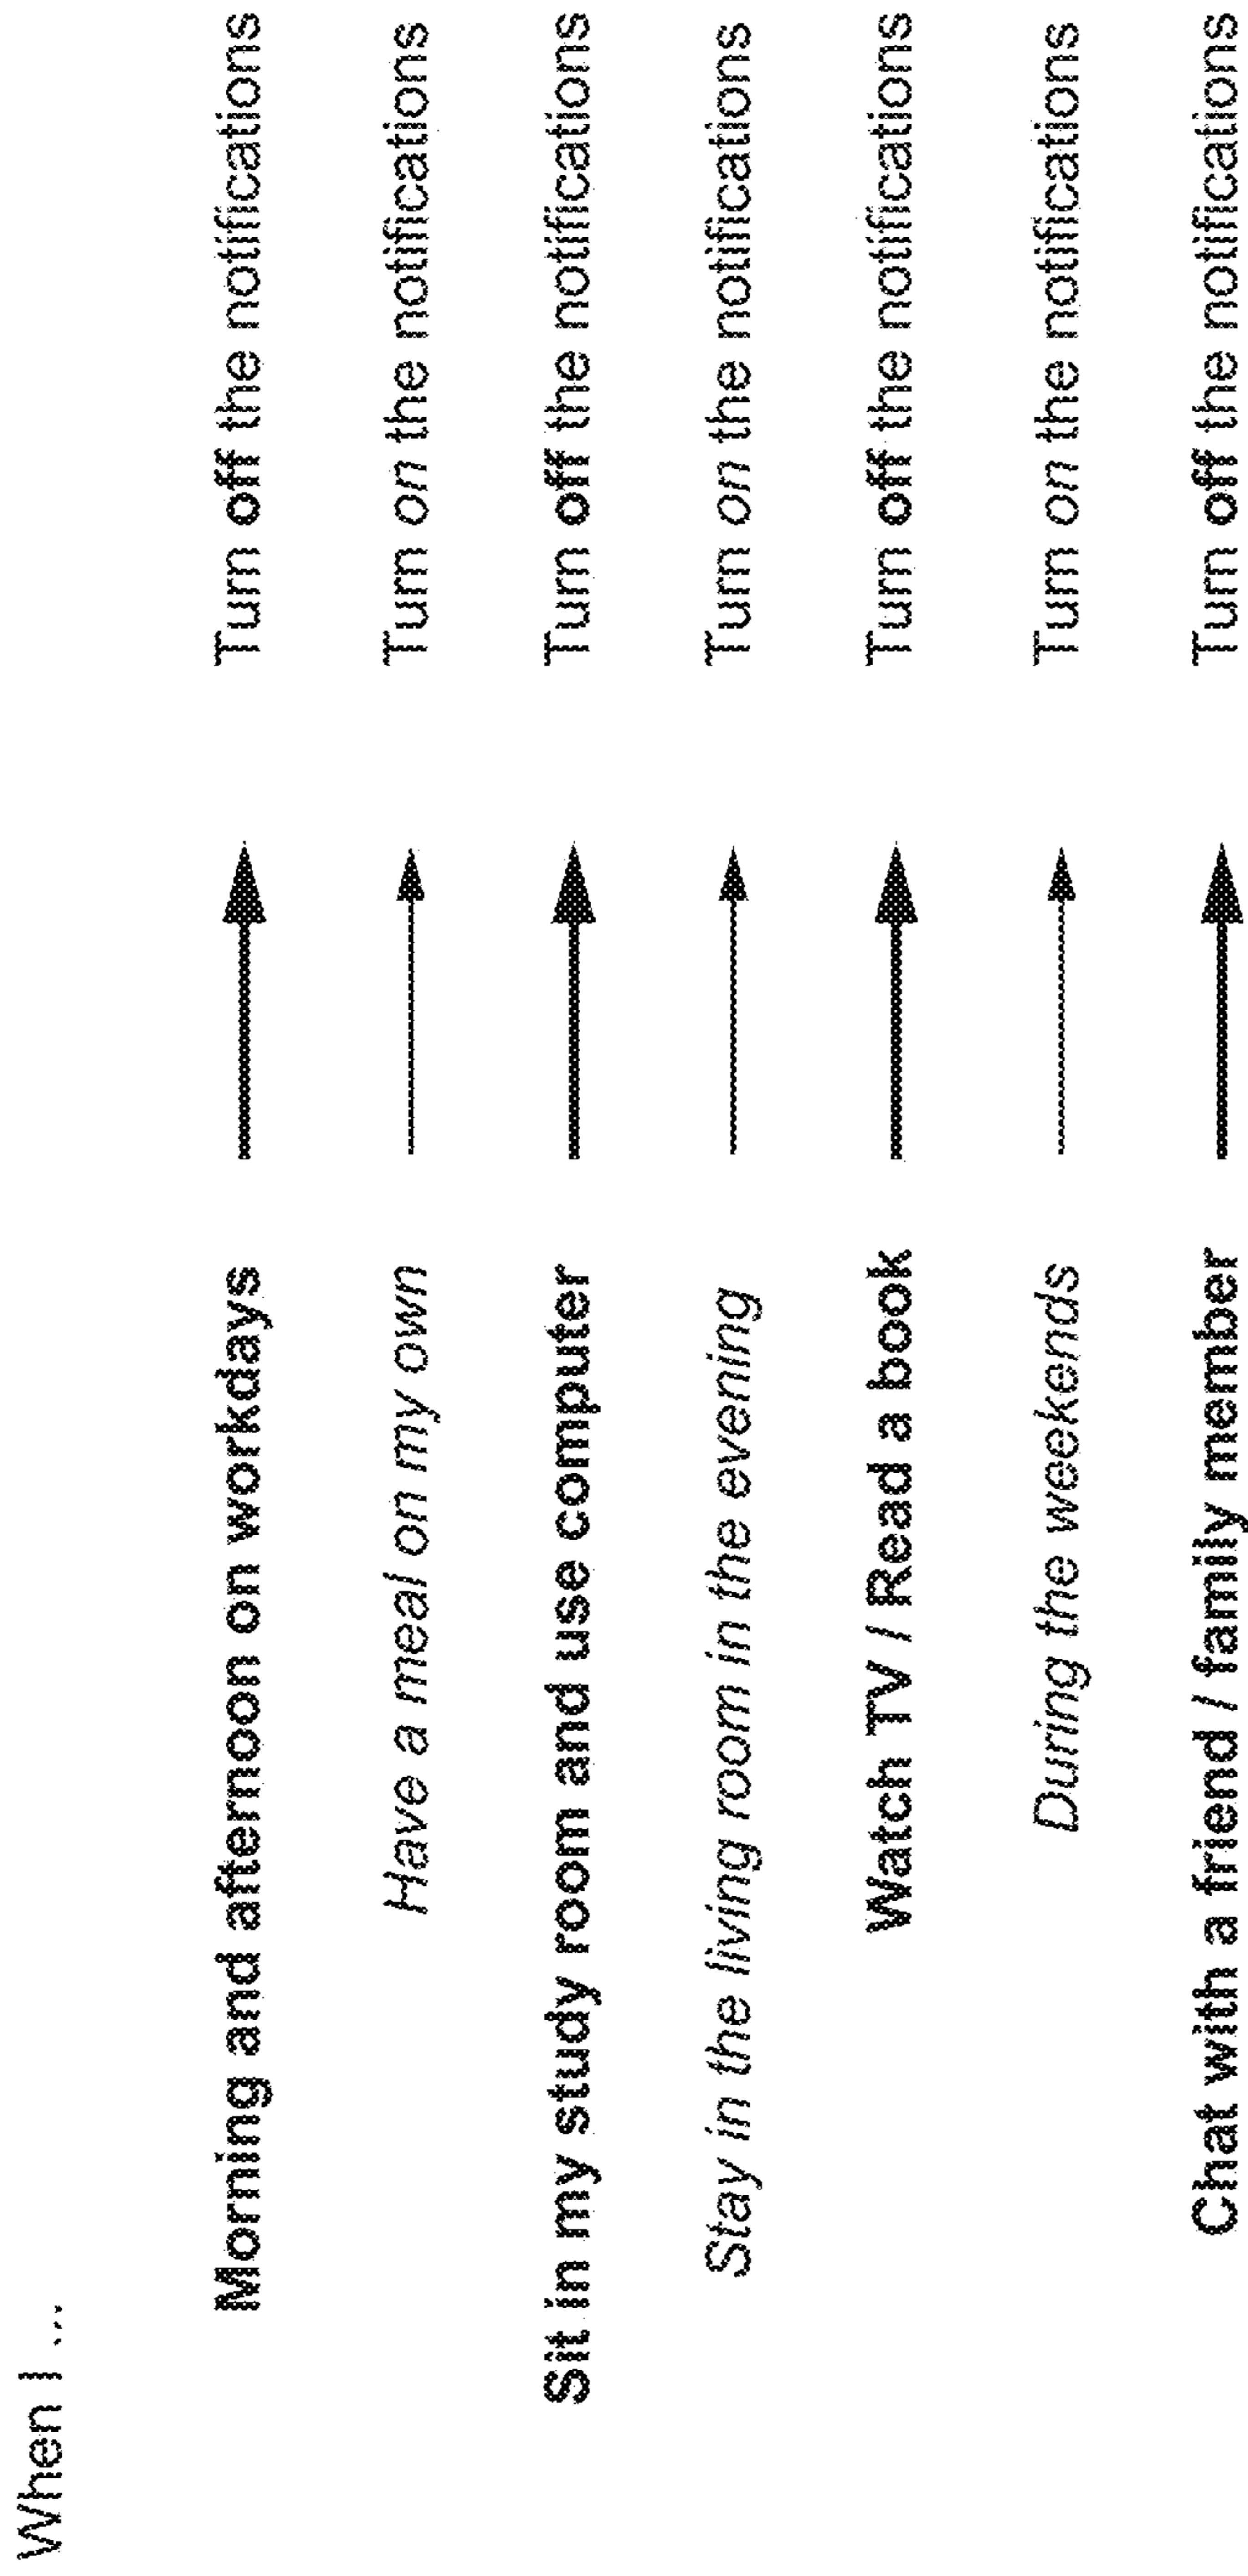 When I ...
Morning and afternoon on workdays → Turn off the notifications
Have a meal on my own → Turn on the notifications
Sit in my study room and use computer → Turn off the notifications
Stay in the living room in the evening → Turn on the notifications
Watch TV / Read a book → Turn off the notifications
During the weekends → Turn on the notifications
Chat with a friend / family member → Turn off the notifications